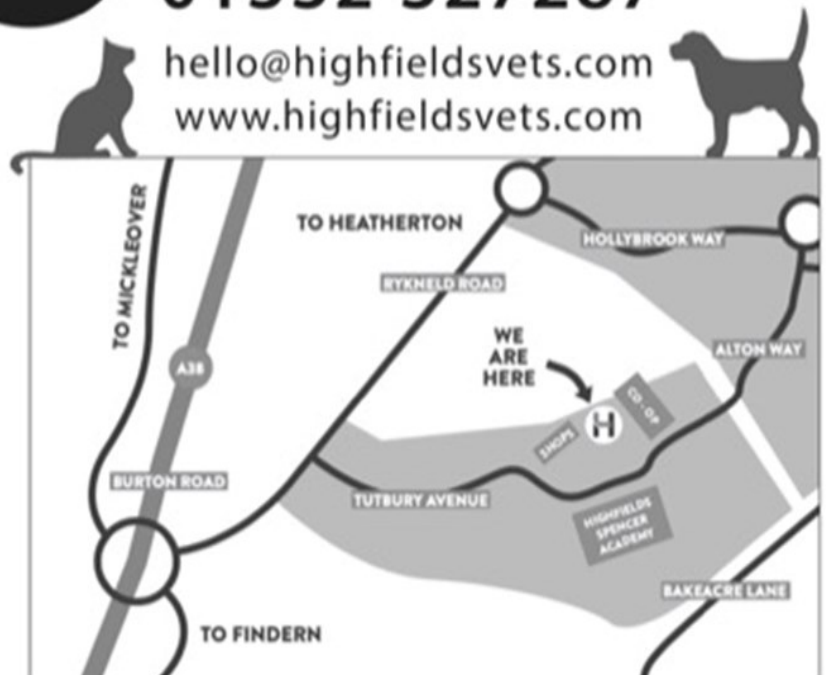 hello@highfieldsvets.com
www.highfieldsvets.com
TO MICKLEOVER
TO HEATHERTON
HOLLYBROOK WAY
RYKNELD ROAD
WE
ARE
HERE
ALTON WAY
A38
CO-OP
H
SHOPS
BURTON ROAD
TUTBURY AVENUE
HIGHFIELDS
SPENCER
ACADEMY
BAKEACRE LANE
TO FINDERN